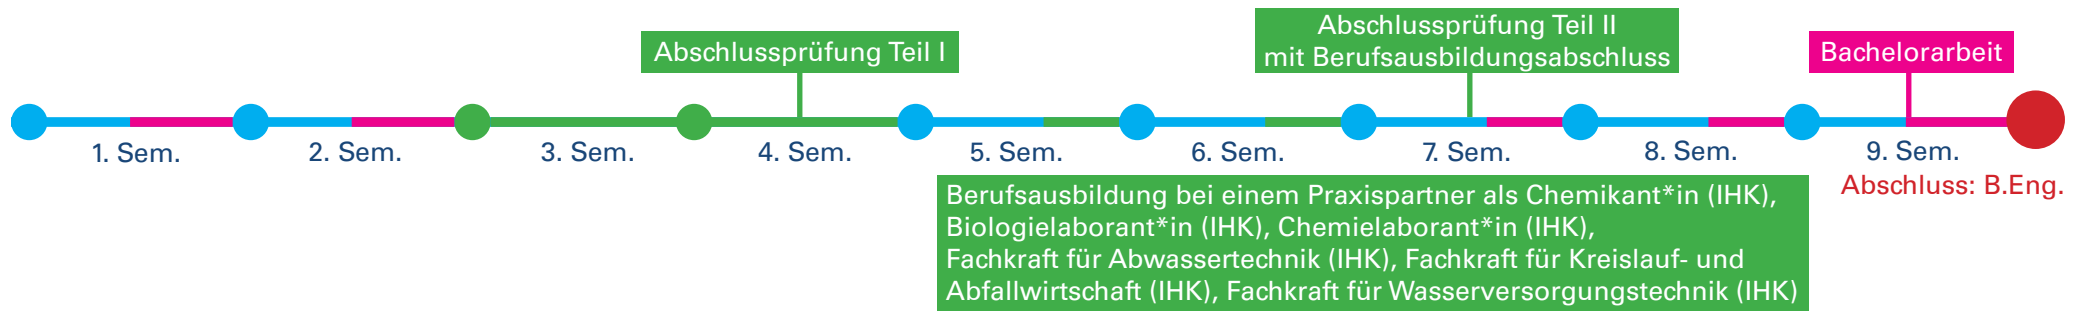 Abschlussprüfung Teil I
Abschlussprüfung Teil II
mit Berufsausbildungsabschluss
Bachelorarbeit
1. Sem.
2. Sem.
3. Sem.
4. Sem.
5. Sem.
6. Sem.
7. Sem.
8. Sem.
9. Sem.
Abschluss: B.Eng.
Berufsausbildung bei einem Praxispartner als Chemikant*in (IHK),
Biologielaborant*in (IHK), Chemielaborant*in (IHK),
Fachkraft für Abwassertechnik (IHK), Fachkraft für Kreislauf- und
Abfallwirtschaft (IHK), Fachkraft für Wasserversorgungstechnik (IHK)